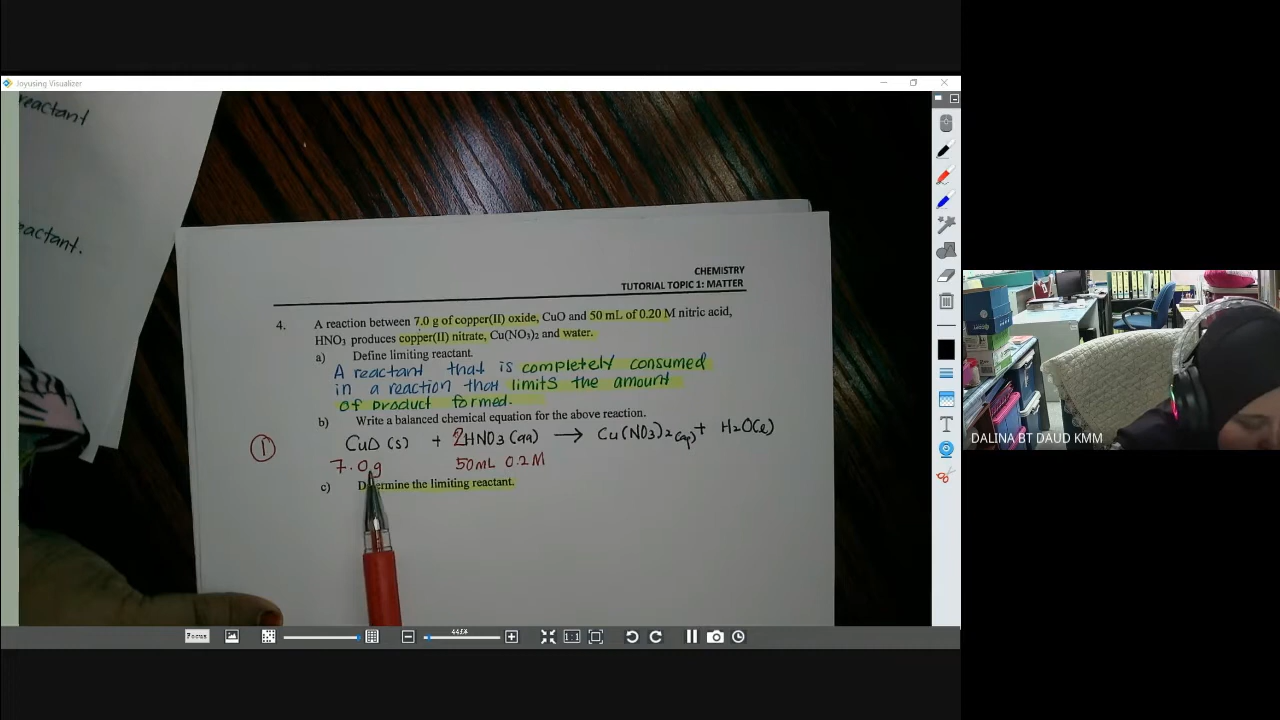 Joyusing Visualizer
reactant
actant.
CHEMISTRY
TUTORIAL TOPIC 1: MATTER
4. A reaction between 7.0 g of copper(II) oxide, CuO and 50 mL of 0.20 M nitric acid,
HNO3 produces copper(II) nitrate, Cu(NO3)2 and water.
a) Define limiting reactant.
A reactant that is completely consumed
in a reaction that limits the amount
of product formed.
b) Write a balanced chemical equation for the above reaction.
① CuO (s) + 2HNO3 (aq) → Cu(NO3)2 (aq) + H2O(l)
7.0g 50mL 0.2M
c) Determine the limiting reactant.
DALINA BT DAUD KMM
Focus
1:1
T